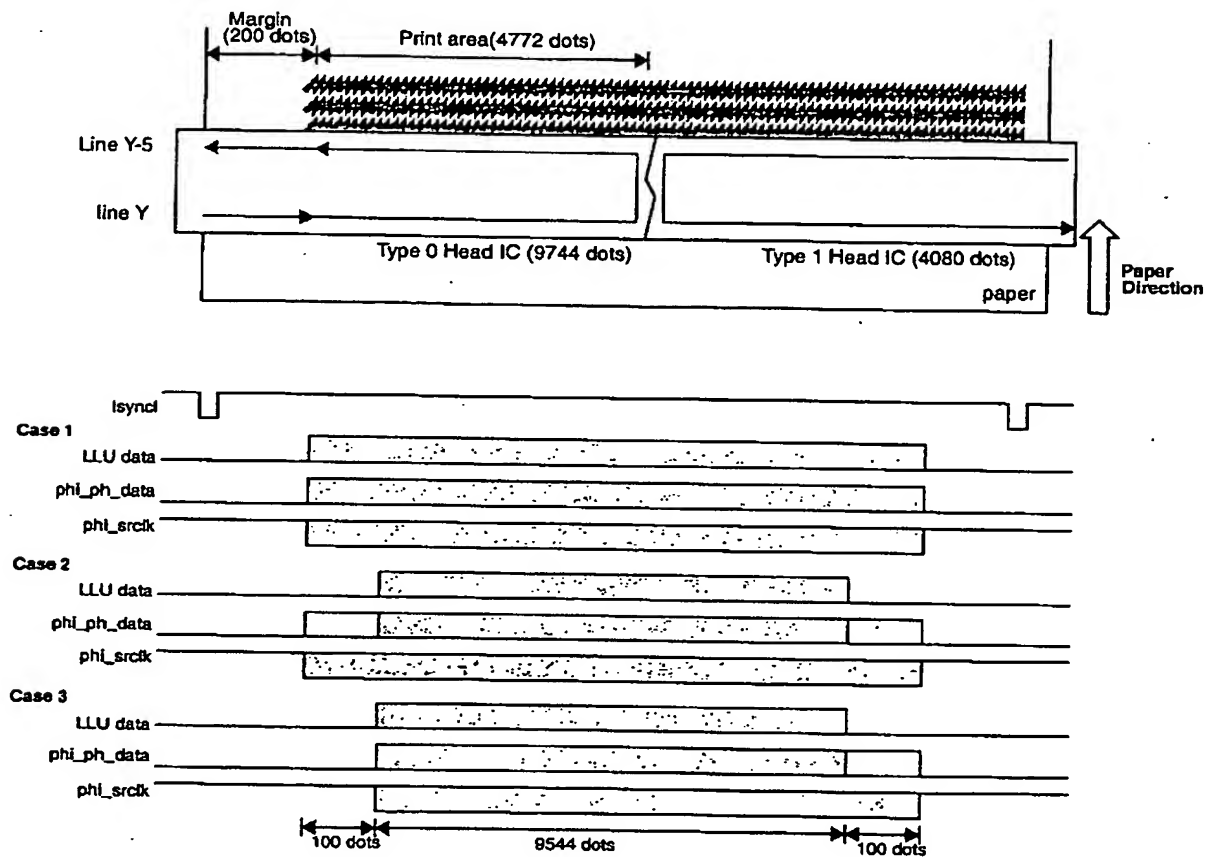 Margin
(200 dots)
Print area(4772 dots)
Line Y-5
line Y
Type 0 Head IC (9744 dots)
Type 1 Head IC (4080 dots)
paper
Paper
Direction
lsyncl
Case 1
LLU data
phi_ph_data
phi_srclk
Case 2
LLU data
phi_ph_data
phi_srclk
Case 3
LLU data
phi_ph_data
phi_srclk
100 dots
9544 dots
100 dots